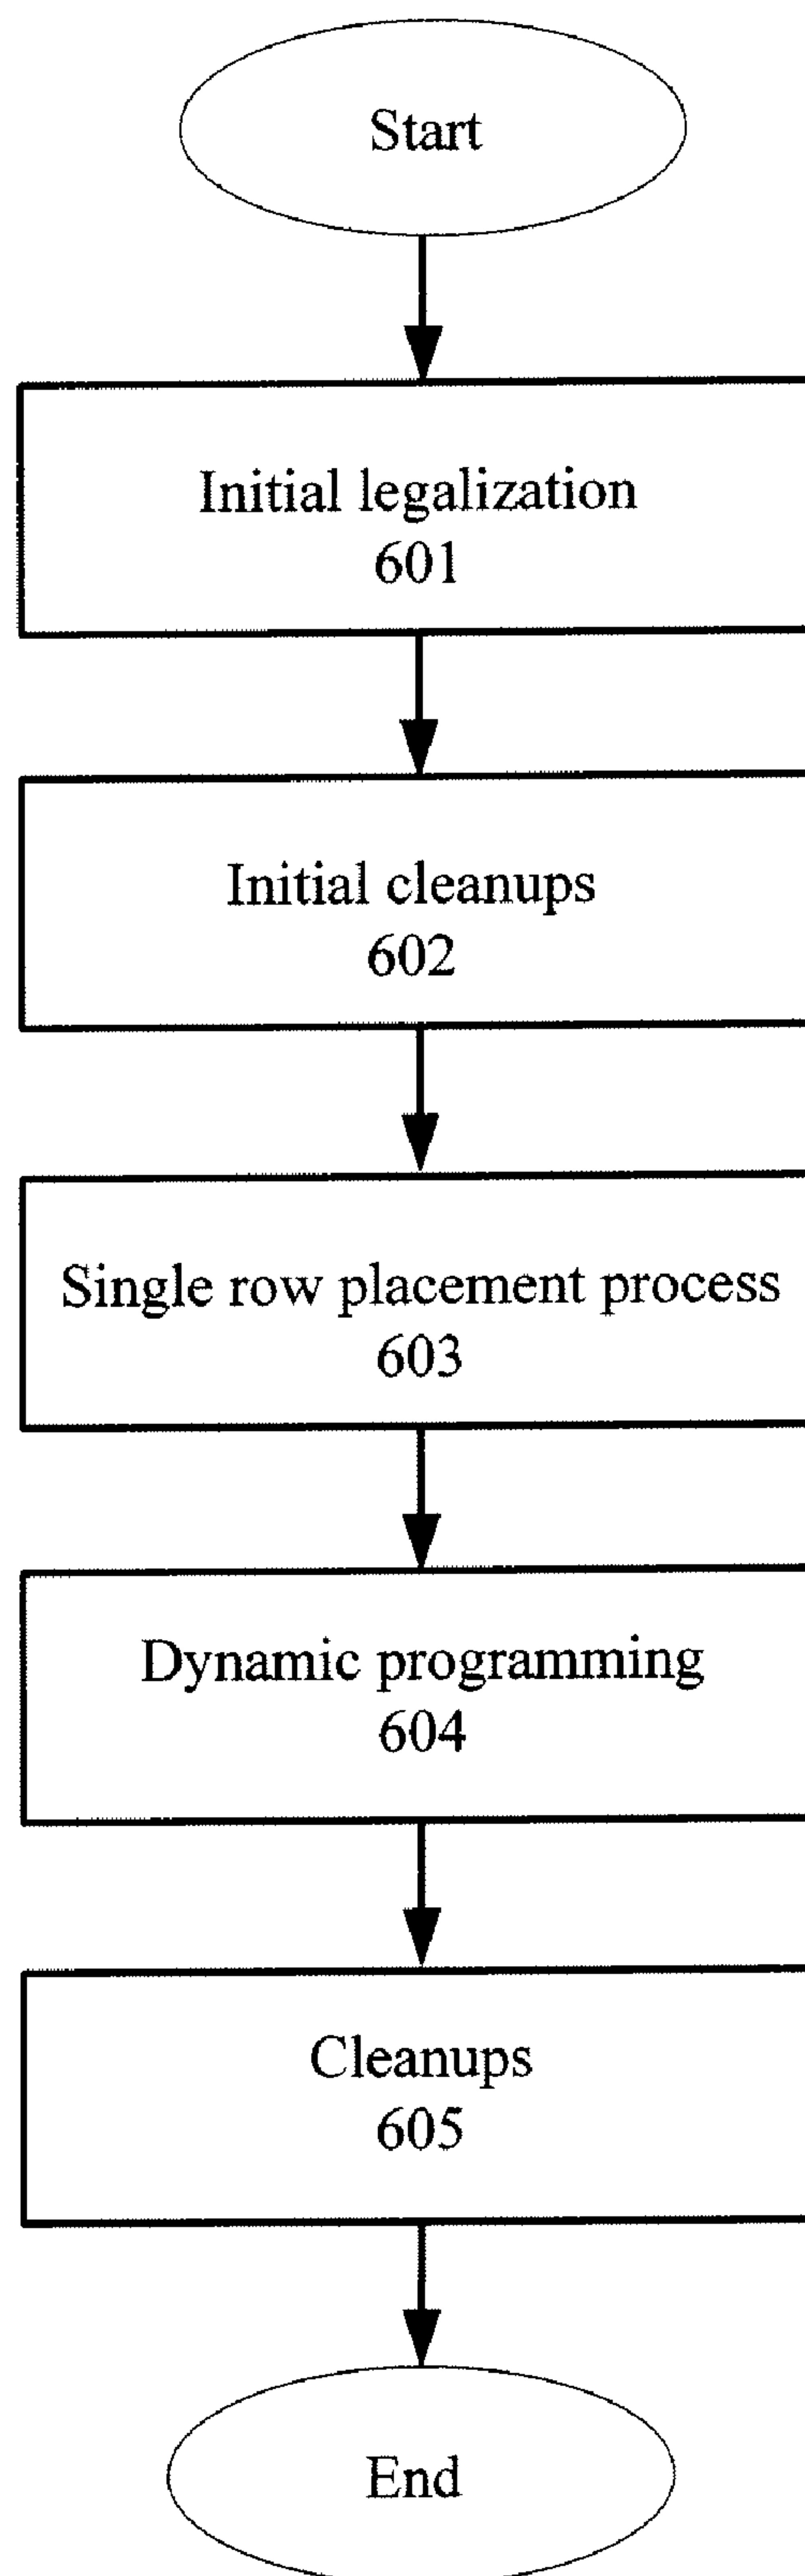 Start
Initial legalization
601
Initial cleanups
602
Single row placement process
603
Dynamic programming
604
Cleanups
605
End